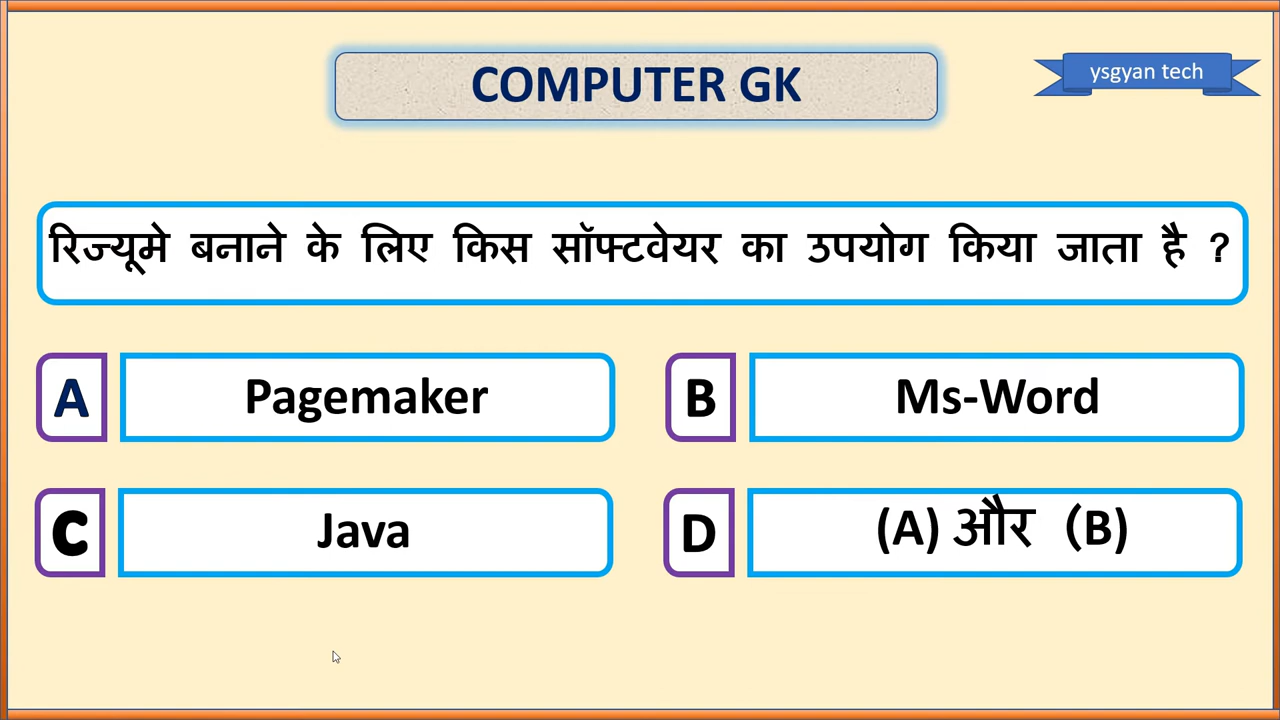 COMPUTER GK
ysgyan tech
रिज्यूमे बनाने के लिए किस सॉफ्टवेयर का उपयोग किया जाता है ?
A Pagemaker
B Ms-Word
C Java
D (A) और (B)